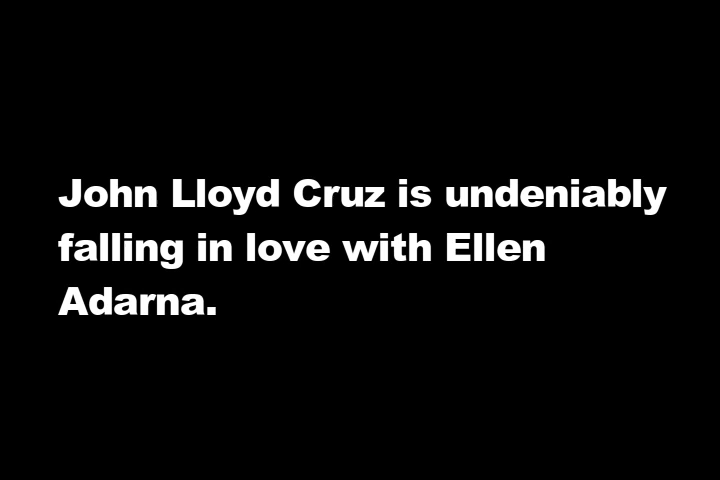 John Lloyd Cruz is undeniably
falling in love with Ellen
Adarna.